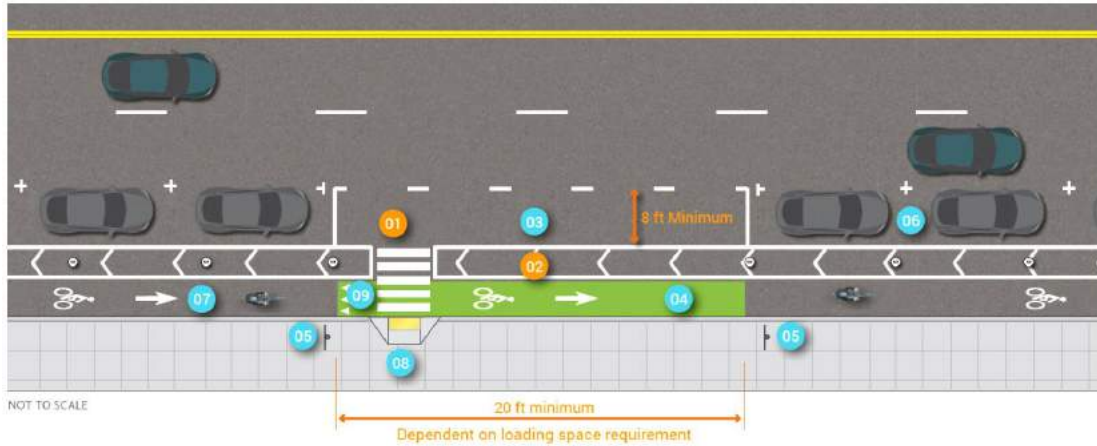 01
03
8 ft Minimum
06
02
07
09
04
05
08
05
NOT TO SCALE
20 ft minimum
Dependent on loading space requirement